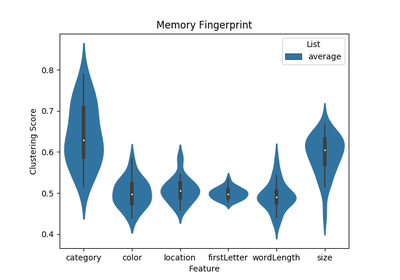 Memory Fingerprint
List
average
0.8
0.7
0.6
0.5
0.4
Clustering Score
category color location firstLetter wordLength size
Feature